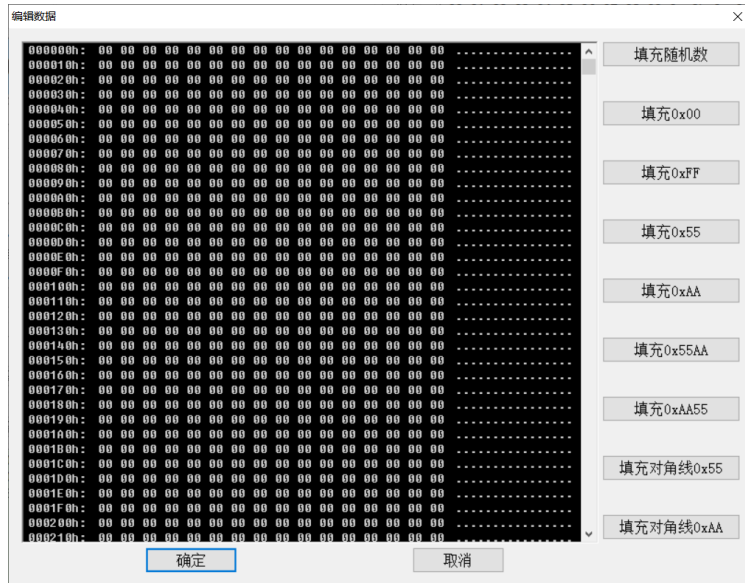 编辑数据
000000h: 00 00 00 00 00 00 00 00 00 00 00 00 00 00 00 00 ................
000010h: 00 00 00 00 00 00 00 00 00 00 00 00 00 00 00 00 ................
000020h: 00 00 00 00 00 00 00 00 00 00 00 00 00 00 00 00 ................
000030h: 00 00 00 00 00 00 00 00 00 00 00 00 00 00 00 00 ................
000040h: 00 00 00 00 00 00 00 00 00 00 00 00 00 00 00 00 ................
000050h: 00 00 00 00 00 00 00 00 00 00 00 00 00 00 00 00 ................
000060h: 00 00 00 00 00 00 00 00 00 00 00 00 00 00 00 00 ................
000070h: 00 00 00 00 00 00 00 00 00 00 00 00 00 00 00 00 ................
000080h: 00 00 00 00 00 00 00 00 00 00 00 00 00 00 00 00 ................
000090h: 00 00 00 00 00 00 00 00 00 00 00 00 00 00 00 00 ................
0000A0h: 00 00 00 00 00 00 00 00 00 00 00 00 00 00 00 00 ................
0000B0h: 00 00 00 00 00 00 00 00 00 00 00 00 00 00 00 00 ................
0000C0h: 00 00 00 00 00 00 00 00 00 00 00 00 00 00 00 00 ................
0000D0h: 00 00 00 00 00 00 00 00 00 00 00 00 00 00 00 00 ................
0000E0h: 00 00 00 00 00 00 00 00 00 00 00 00 00 00 00 00 ................
0000F0h: 00 00 00 00 00 00 00 00 00 00 00 00 00 00 00 00 ................
000100h: 00 00 00 00 00 00 00 00 00 00 00 00 00 00 00 00 ................
000110h: 00 00 00 00 00 00 00 00 00 00 00 00 00 00 00 00 ................
000120h: 00 00 00 00 00 00 00 00 00 00 00 00 00 00 00 00 ................
000130h: 00 00 00 00 00 00 00 00 00 00 00 00 00 00 00 00 ................
000140h: 00 00 00 00 00 00 00 00 00 00 00 00 00 00 00 00 ................
000150h: 00 00 00 00 00 00 00 00 00 00 00 00 00 00 00 00 ................
000160h: 00 00 00 00 00 00 00 00 00 00 00 00 00 00 00 00 ................
000170h: 00 00 00 00 00 00 00 00 00 00 00 00 00 00 00 00 ................
000180h: 00 00 00 00 00 00 00 00 00 00 00 00 00 00 00 00 ................
000190h: 00 00 00 00 00 00 00 00 00 00 00 00 00 00 00 00 ................
0001A0h: 00 00 00 00 00 00 00 00 00 00 00 00 00 00 00 00 ................
0001B0h: 00 00 00 00 00 00 00 00 00 00 00 00 00 00 00 00 ................
0001C0h: 00 00 00 00 00 00 00 00 00 00 00 00 00 00 00 00 ................
0001D0h: 00 00 00 00 00 00 00 00 00 00 00 00 00 00 00 00 ................
0001E0h: 00 00 00 00 00 00 00 00 00 00 00 00 00 00 00 00 ................
0001F0h: 00 00 00 00 00 00 00 00 00 00 00 00 00 00 00 00 ................
000200h: 00 00 00 00 00 00 00 00 00 00 00 00 00 00 00 00 ................
000210h: 00 00 00 00 00 00 00 00 00 00 00 00 00 00 00 00 ................
填充随机数
填充0x00
填充0xFF
填充0x55
填充0xAA
填充0x55AA
填充0xAA55
填充对角线0x55
填充对角线0xAA
确定
取消